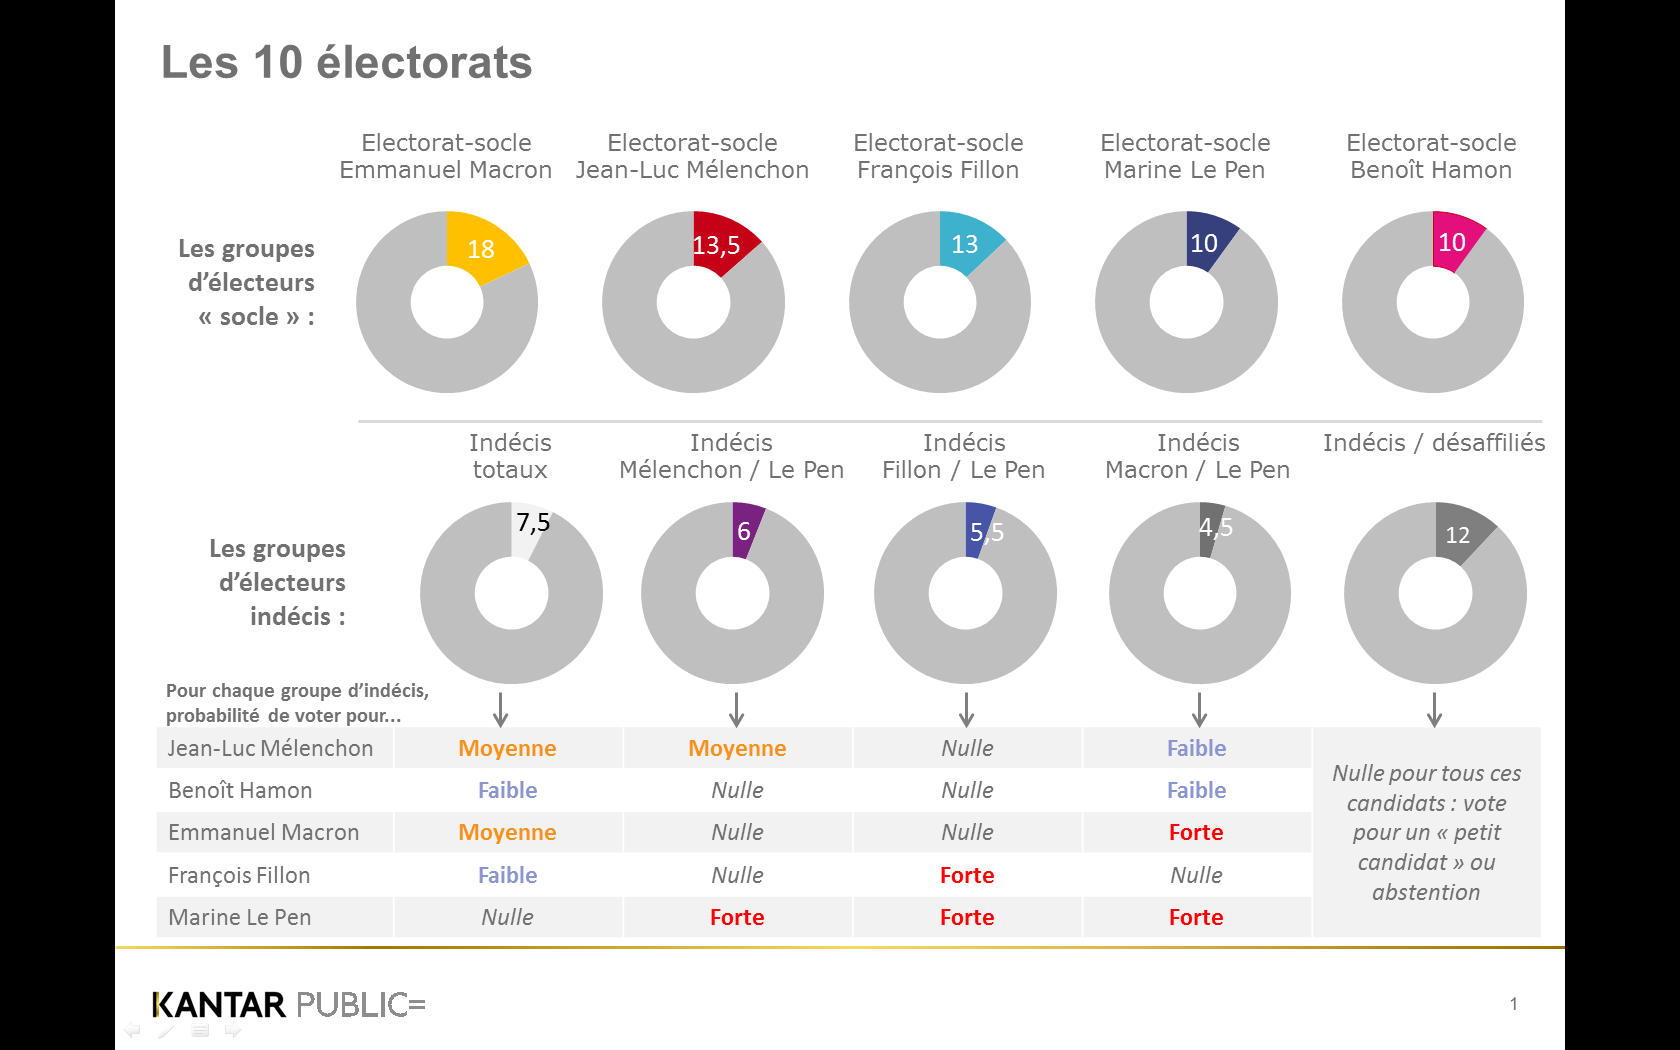 Les 10 électorats
Electorat-socle
Emmanuel Macron
Electorat-socle
Jean-Luc Mélenchon
Electorat-socle
François Fillon
Electorat-socle
Marine Le Pen
Electorat-socle
Benoît Hamon
Les groupes
d’électeurs
« socle » :
18
13,5
13
10
10
Indécis
totaux
Indécis
Mélenchon / Le Pen
Indécis
Fillon / Le Pen
Indécis
Macron / Le Pen
Indécis / désaffiliés
Les groupes
d’électeurs
indécis :
7,5
6
5,5
4,5
12
Pour chaque groupe d’indécis,
probabilité de voter pour...
Jean-Luc Mélenchon Moyenne Moyenne Nulle Faible
Benoît Hamon Faible Nulle Nulle Faible
Emmanuel Macron Moyenne Nulle Nulle Forte
François Fillon Faible Nulle Forte Nulle
Marine Le Pen Nulle Forte Forte Forte
Nulle pour tous ces
candidats : vote
pour un « petit
candidat » ou
abstention
KANTAR PUBLIC=
1